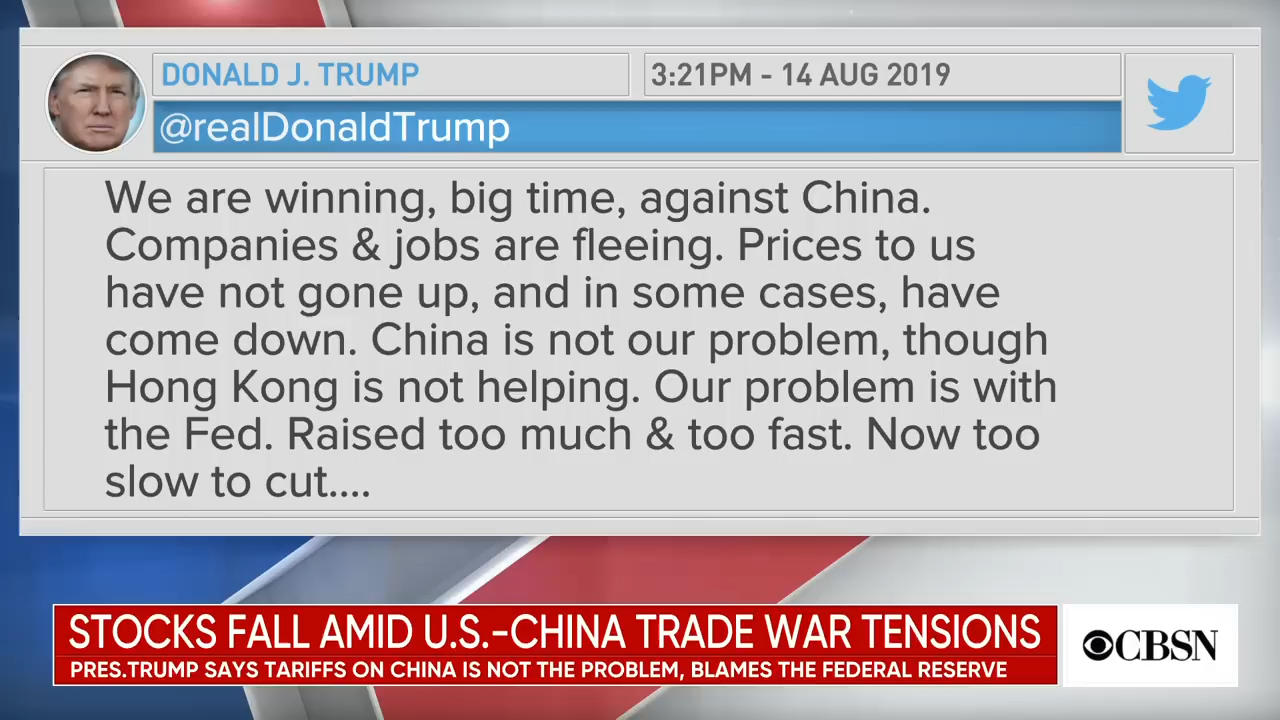 DONALD J. TRUMP
3:21PM - 14 AUG 2019
@realDonaldTrump
We are winning, big time, against China.
Companies & jobs are fleeing. Prices to us
have not gone up, and in some cases, have
come down. China is not our problem, though
Hong Kong is not helping. Our problem is with
the Fed. Raised too much & too fast. Now too
slow to cut....
STOCKS FALL AMID U.S.-CHINA TRADE WAR TENSIONS
PRES.TRUMP SAYS TARIFFS ON CHINA IS NOT THE PROBLEM, BLAMES THE FEDERAL RESERVE
CBSN